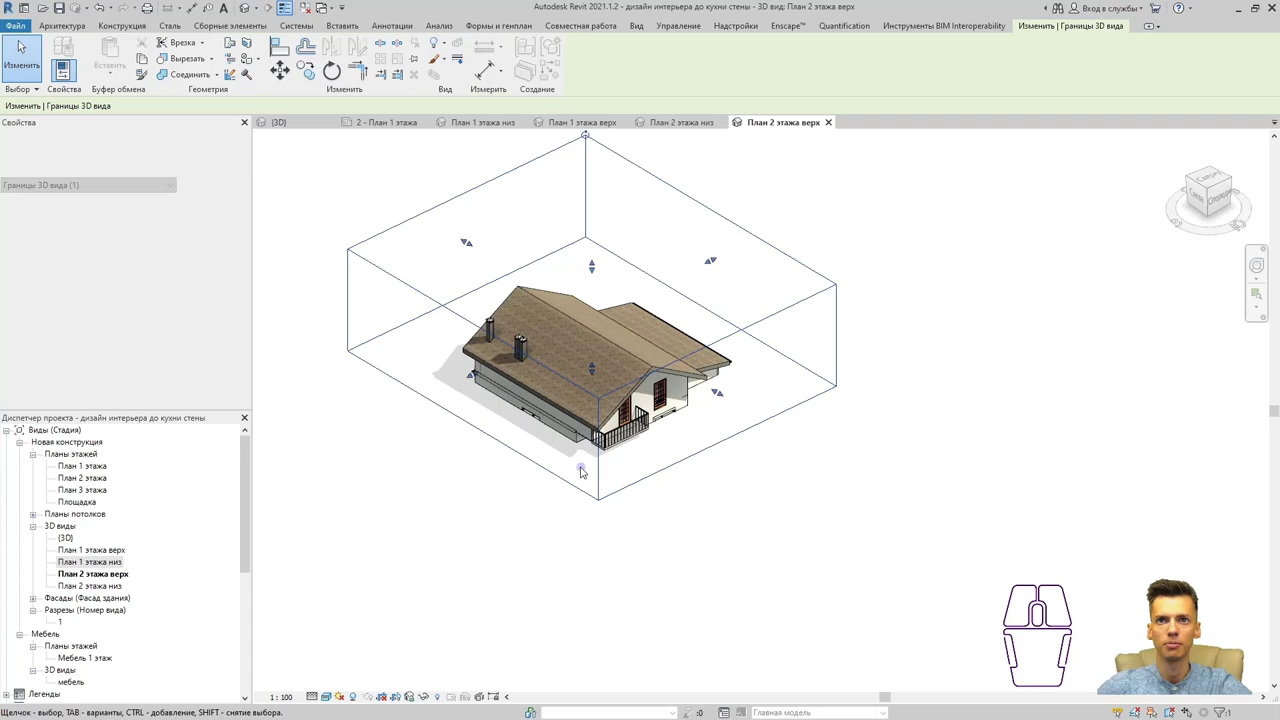 Autodesk Revit 2021.1.2 - дизайн интерьера до кухни стены - 3D вид: План 2 этажа верх
Вход в службы
Файл Архитектура Конструкция Сталь Сборные элементы Системы Вставить Аннотации Анализ Формы и генплан Совместная работа Вид Управление Настройки Enscape™ Quantification Инструменты BIM Interoperability Изменить | Границы 3D вида
Врезка
Вырезать
Соединить
Изменить
Вставить
Выбор Свойства Буфер обмена Геометрия Изменить Вид Измерить Создание
Изменить | Границы 3D вида
Свойства
{3D} 2 - План 1 этажа План 1 этажа низ План 1 этажа верх План 2 этажа низ План 2 этажа верх
Границы 3D вида (1)
Диспетчер проекта - дизайн интерьера до кухни стены
Виды (Стадия)
Новая конструкция
Планы этажей
План 1 этажа
План 2 этажа
План 3 этажа
Площадка
Планы потолков
3D виды
{3D}
План 1 этажа верх
План 1 этажа низ
План 2 этажа верх
План 2 этажа низ
Фасады (Фасад здания)
Разрезы (Номер вида)
1
Мебель
Планы этажей
Мебель 1 этаж
3D виды
мебель
Легенды
1 : 100
Щелчок - выбор, TAB - варианты, CTRL - добавление, SHIFT - снятие выбора.
:0
Главная модель
:1